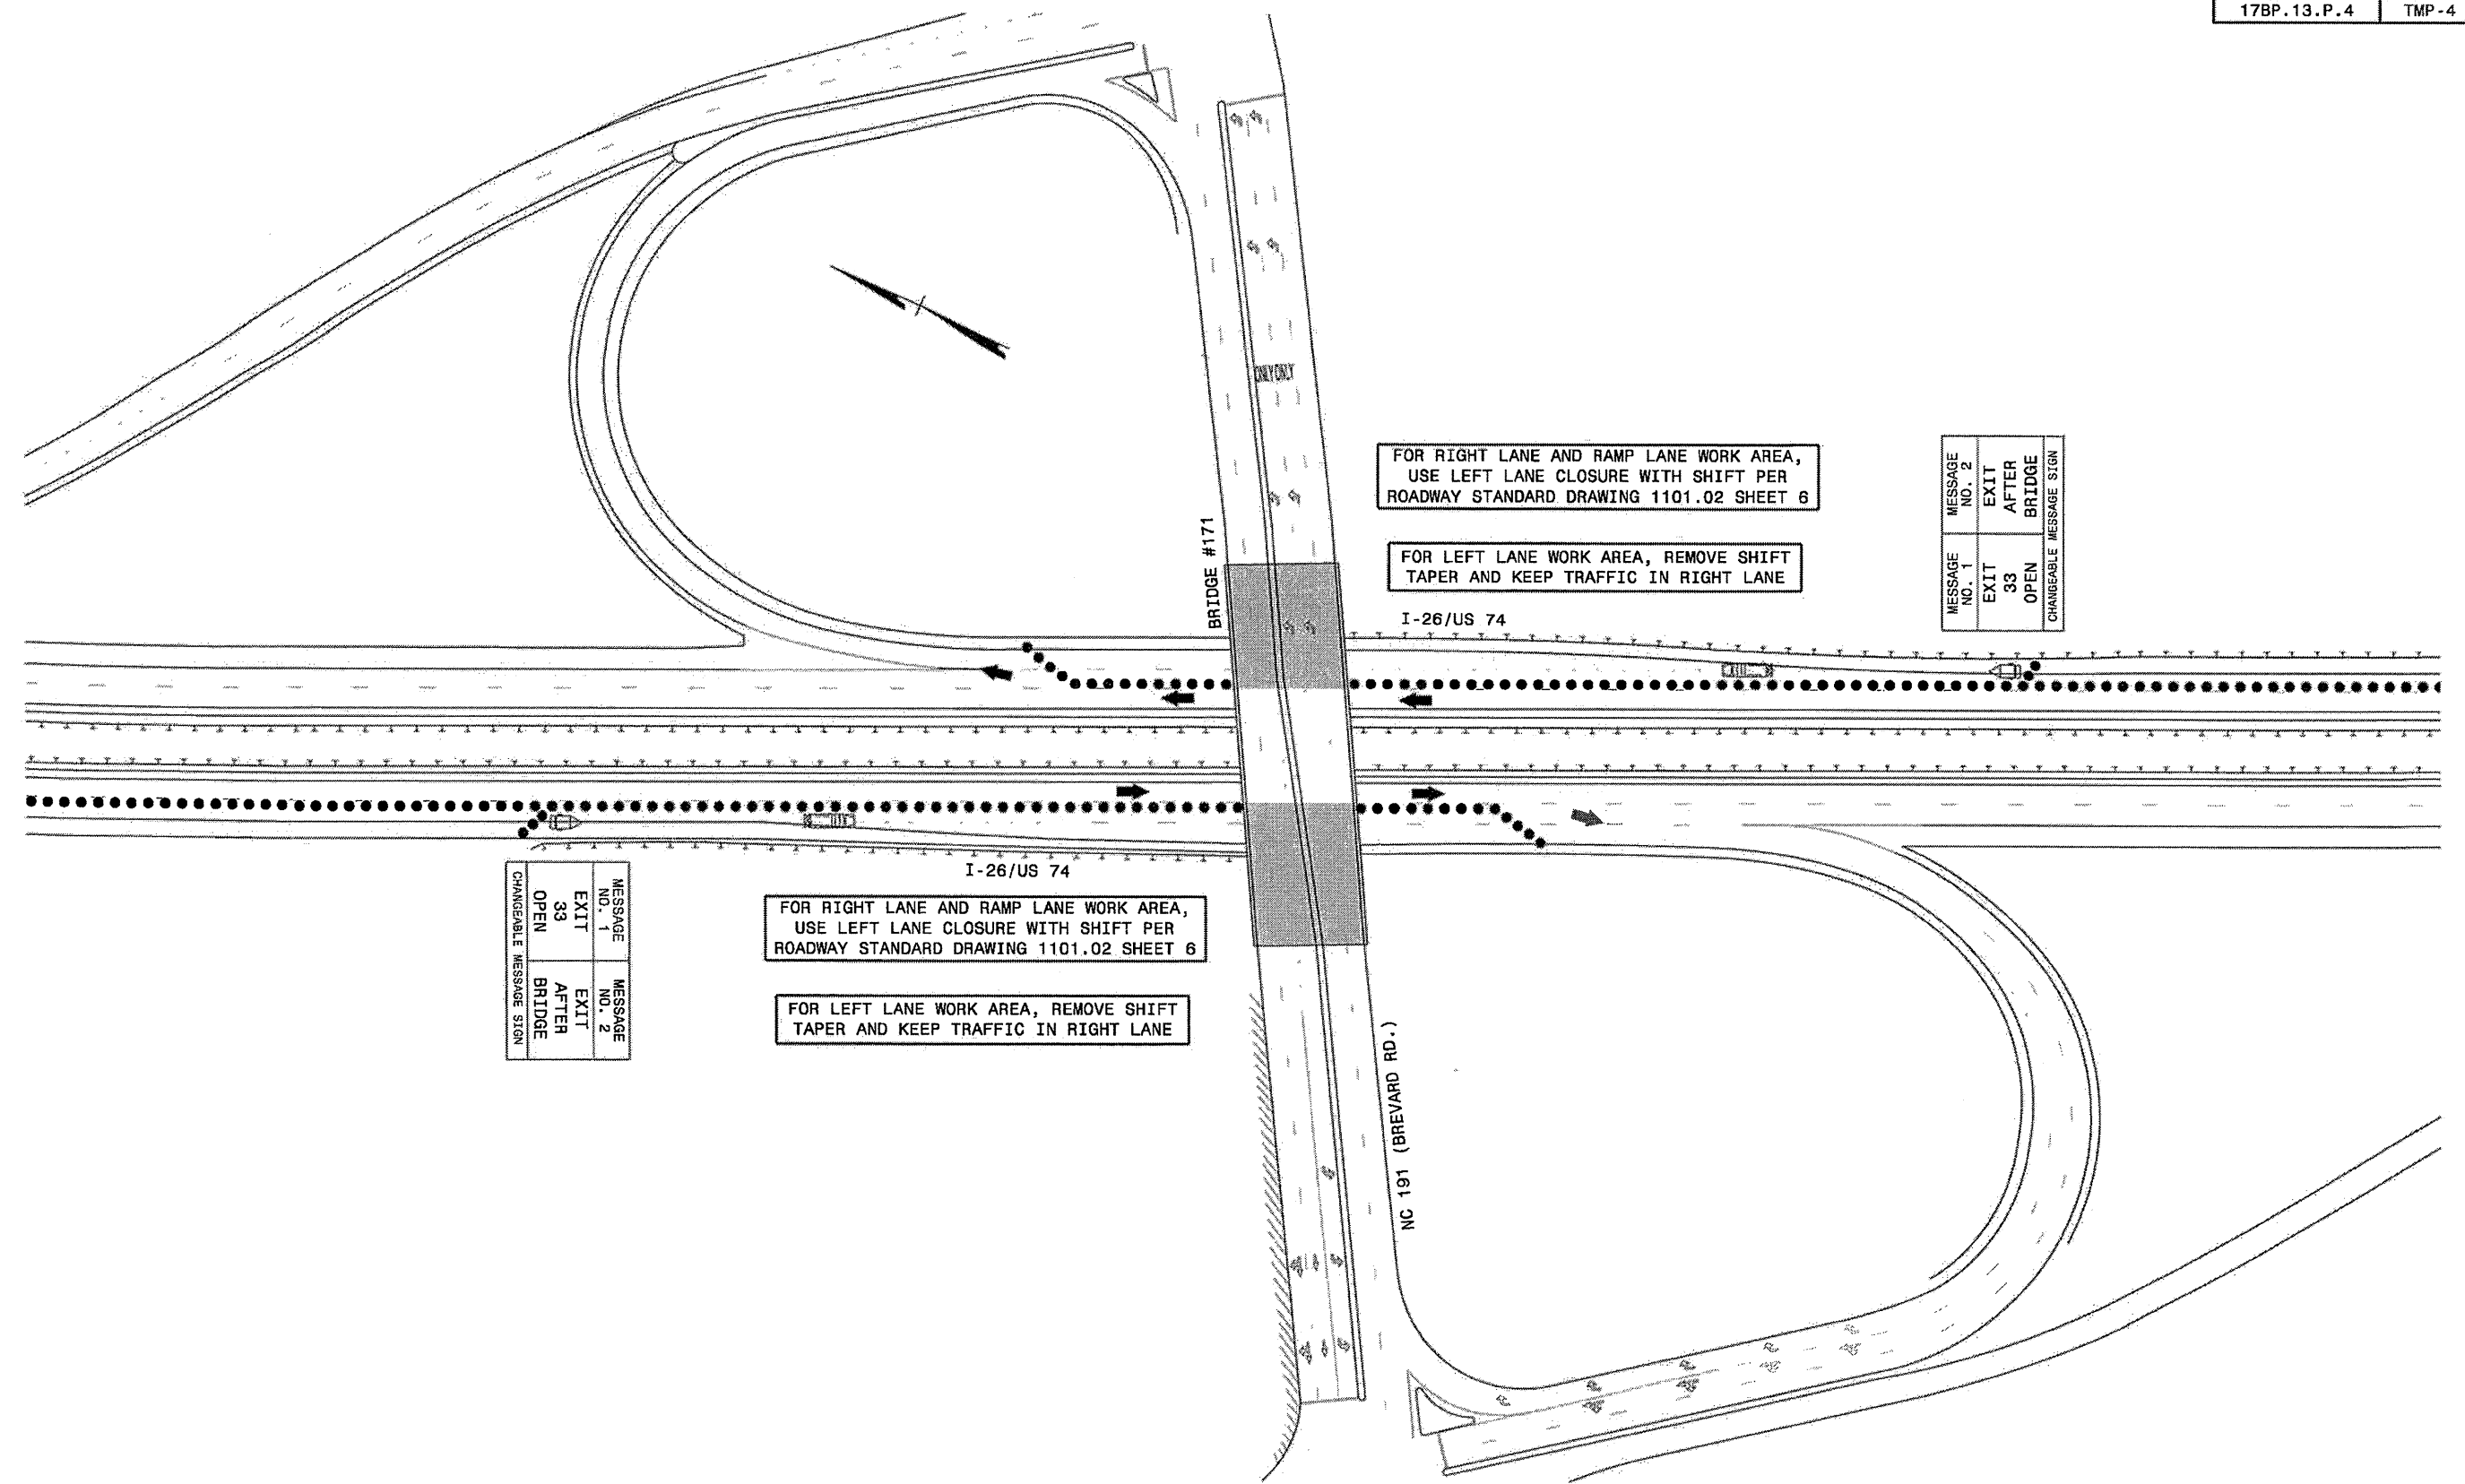 17BP.13.P.4 TMP-4
ONLY ONLY
BRIDGE #171
FOR RIGHT LANE AND RAMP LANE WORK AREA,
USE LEFT LANE CLOSURE WITH SHIFT PER
ROADWAY STANDARD DRAWING 1101.02 SHEET 6
FOR LEFT LANE WORK AREA, REMOVE SHIFT
TAPER AND KEEP TRAFFIC IN RIGHT LANE
I-26/US 74
MESSAGE
NO. 1
EXIT
33
OPEN
MESSAGE
NO. 2
EXIT
AFTER
BRIDGE
CHANGEABLE MESSAGE SIGN
I-26/US 74
FOR RIGHT LANE AND RAMP LANE WORK AREA,
USE LEFT LANE CLOSURE WITH SHIFT PER
ROADWAY STANDARD DRAWING 1101.02 SHEET 6
FOR LEFT LANE WORK AREA, REMOVE SHIFT
TAPER AND KEEP TRAFFIC IN RIGHT LANE
MESSAGE
NO. 1
EXIT
33
OPEN
MESSAGE
NO. 2
EXIT
AFTER
BRIDGE
CHANGEABLE MESSAGE SIGN
NC 191 (BREVARD RD.)